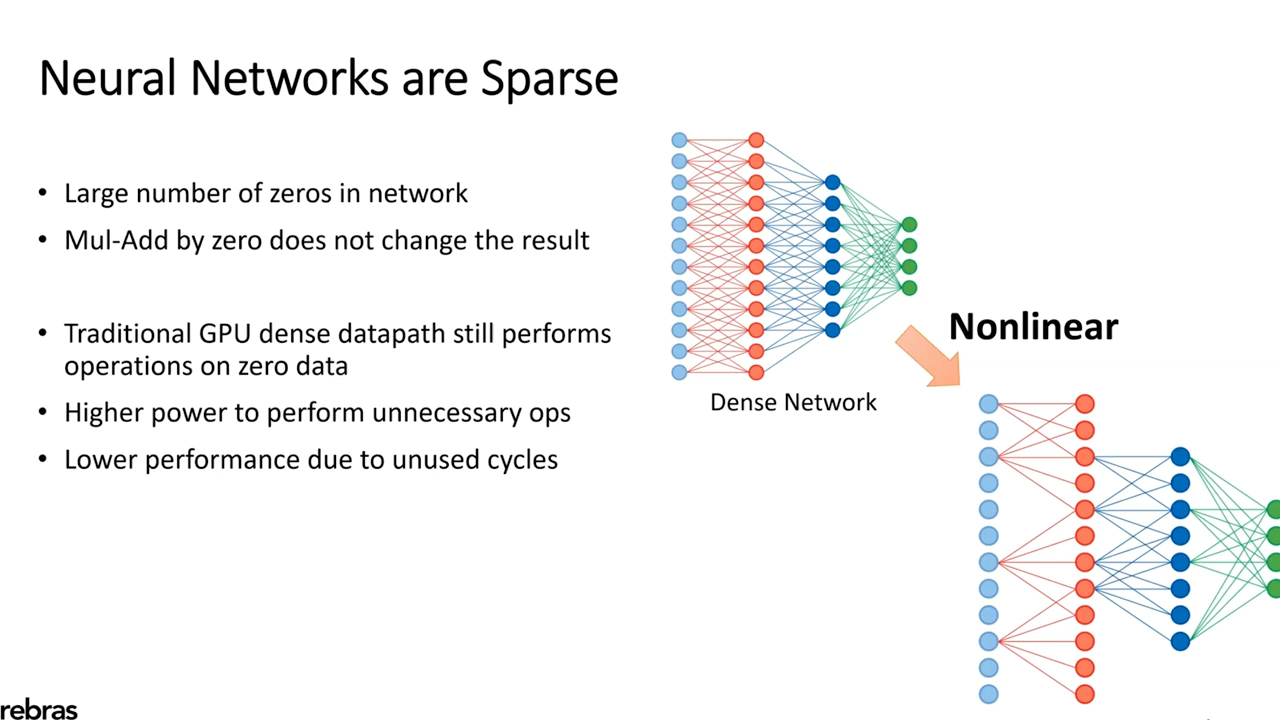 Neural Networks are Sparse
• Large number of zeros in network
• Mul-Add by zero does not change the result
• Traditional GPU dense datapath still performs
operations on zero data
• Higher power to perform unnecessary ops
• Lower performance due to unused cycles
Nonlinear
Dense Network
rebras